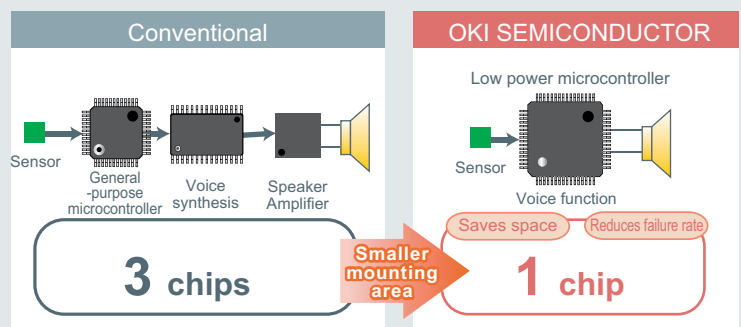 Conventional
Sensor
General
-purpose
microcontroller
Voice
synthesis
Speaker
Amplifier
3 chips
Smaller
mounting
area
OKI SEMICONDUCTOR
Low power microcontroller
Sensor
Voice function
Saves space
Reduces failure rate
1 chip